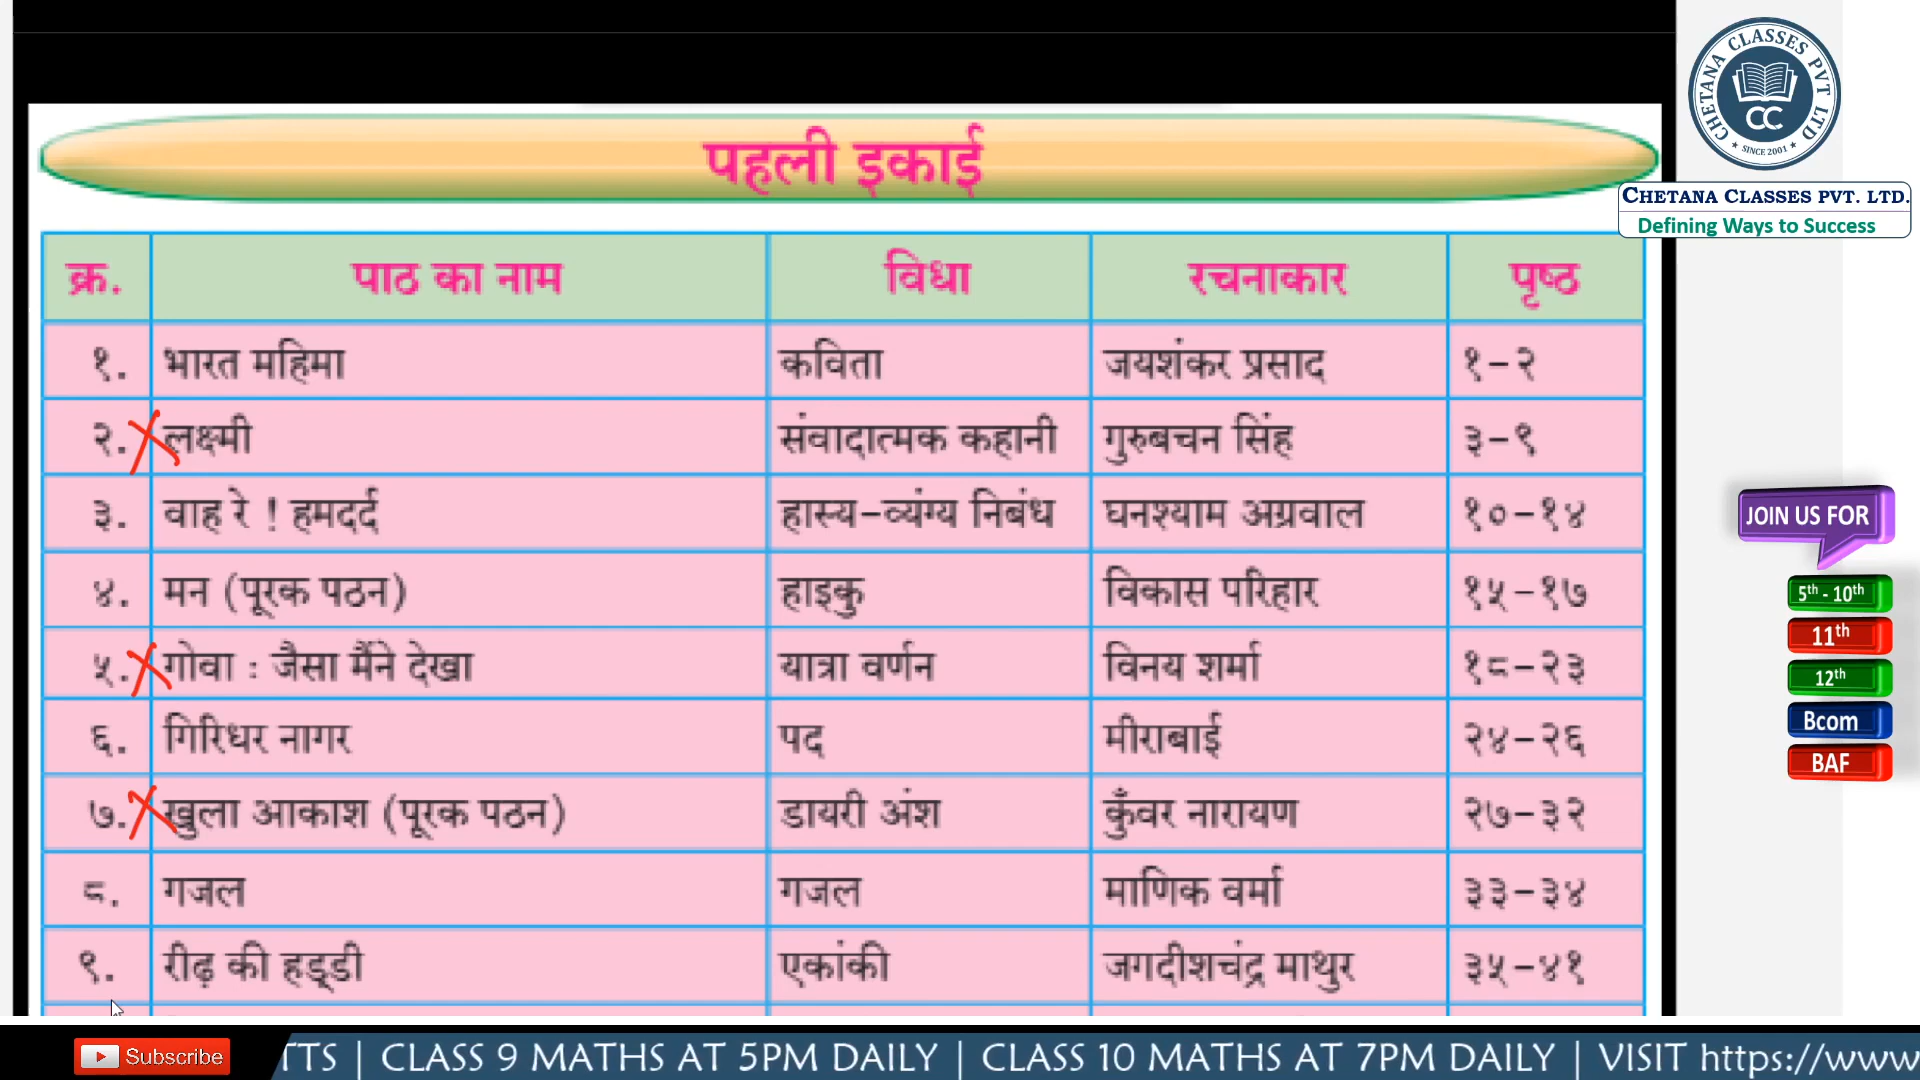 CHETANA CLASSES PVT LTD
CC
★ SINCE 2001 ★
CHETANA CLASSES PVT. LTD.
Defining Ways to Success
पहली इकाई
क्र. पाठ का नाम विधा रचनाकार पृष्ठ
१. भारत महिमा कविता जयशंकर प्रसाद १-२
२. लक्ष्मी संवादात्मक कहानी गुरुबचन सिंह ३-९
३. वाह रे ! हमदर्द हास्य-व्यंग्य निबंध घनश्याम अग्रवाल १०-१४
४. मन (पूरक पठन) हाइकु विकास परिहार १५-१७
५. गोवा : जैसा मैंने देखा यात्रा वर्णन विनय शर्मा १८-२३
६. गिरिधर नागर पद मीराबाई २४-२६
७. खुला आकाश (पूरक पठन) डायरी अंश कुँवर नारायण २७-३२
८. गजल गजल माणिक वर्मा ३३-३४
९. रीढ़ की हड्डी एकांकी जगदीशचंद्र माथुर ३५-४१
JOIN US FOR
5th - 10th
11th
12th
Bcom
BAF
Subscribe
TTS | CLASS 9 MATHS AT 5PM DAILY | CLASS 10 MATHS AT 7PM DAILY | VISIT https://www